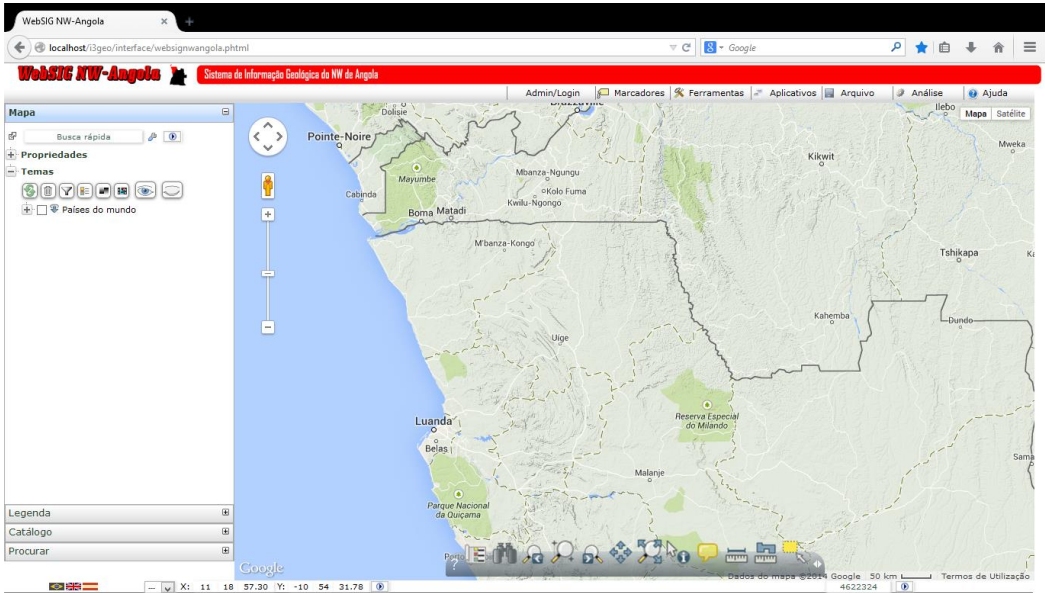 WebSIG NW-Angola
localhost/i3geo/interface/websignwangola.phtml
Google
WebSIG NW-Angola
Sistema de Informação Geológica do NW de Angola
Admin/Login Marcadores Ferramentas Aplicativos Arquivo Análise Ajuda
Mapa
Busca rápida
Propriedades
Temas
Países do mundo
Legenda
Catálogo
Procurar
Mapa Satélite
Dolisie
Brazzaville
Ilebo
Pointe-Noire
Mweka
Kikwit
Mbanza-Ngungu
Mayumbe
Kolo Fuma
Cabinda
Kwilu-Ngongo
Boma Matadi
M'banza-Kongo
Tshikapa
Kahemba
Dundo
Uige
Reserva Especial
do Milando
Luanda
Belas
Malanje
Parque Nacional
da Quiçama
Porto
?
Google
Dados do mapa ©2014 Google 50 km Termos de Utilização
-- X: 11 18 57.30 Y: -10 54 31.78
4622324